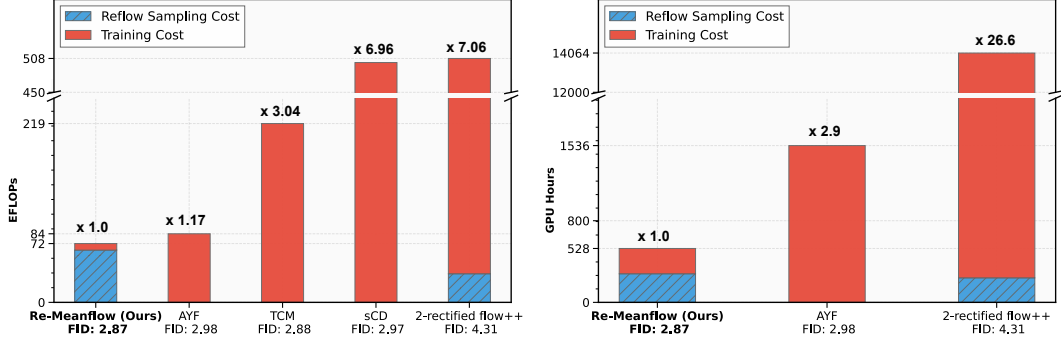 Reflow Sampling Cost
Training Cost
x 7.06
x 6.96
508
450
x 3.04
219
EFLOPs
x 1.17
x 1.0
84
72
0
Re-Meanflow (Ours) AYF TCM sCD 2-rectified flow++
FID: 2.87 FID: 2.98 FID: 2.88 FID: 2.97 FID: 4.31
Reflow Sampling Cost
Training Cost
x 26.6
14064
12000
x 2.9
1536
GPU Hours
800
x 1.0
528
0
Re-Meanflow (Ours) AYF 2-rectified flow++
FID: 2.87 FID: 2.98 FID: 4.31